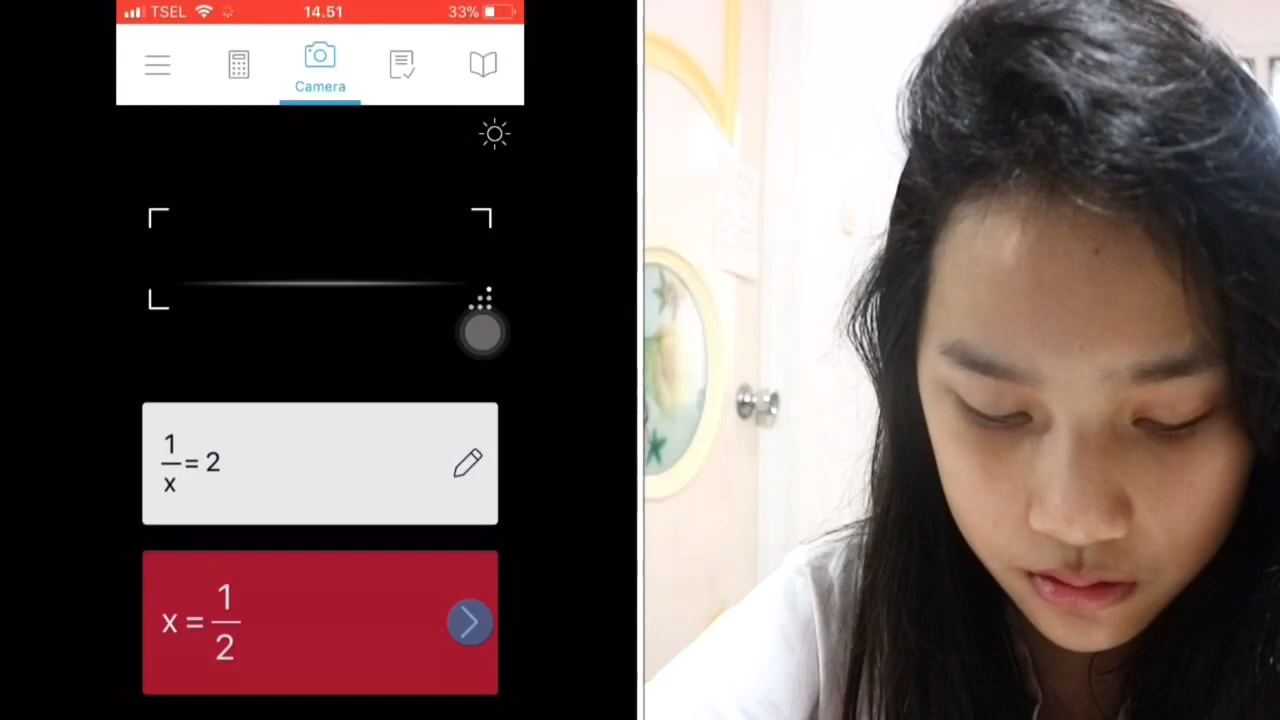 TSEL 14.51 33%
Camera
1
— = 2
x
x = 1/2